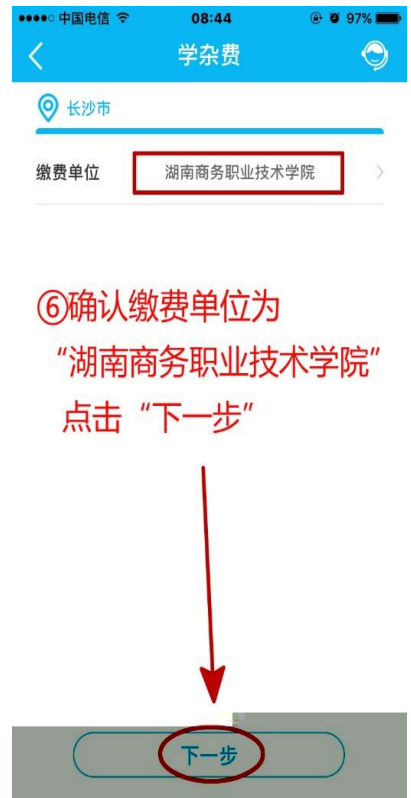 中国电信 08:44 97%
学杂费
长沙市
缴费单位 湖南商务职业技术学院
⑥确认缴费单位为
“湖南商务职业技术学院”
点击“下一步”
下一步